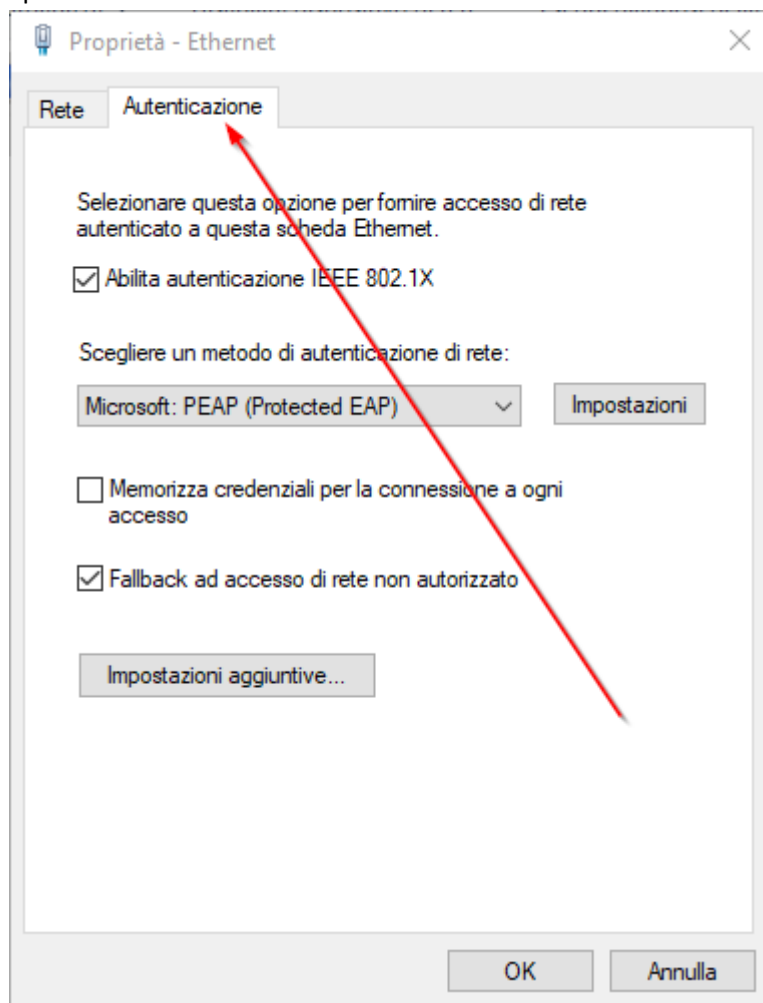 Proprietà - Ethernet
Rete
Autenticazione
Selezionare questa opzione per fornire accesso di rete
autenticato a questa scheda Ethernet.
Abilita autenticazione IEEE 802.1X
Scegliere un metodo di autenticazione di rete:
Microsoft: PEAP (Protected EAP)
Impostazioni
Memorizza credenziali per la connessione a ogni
accesso
Fallback ad accesso di rete non autorizzato
Impostazioni aggiuntive...
OK
Annulla